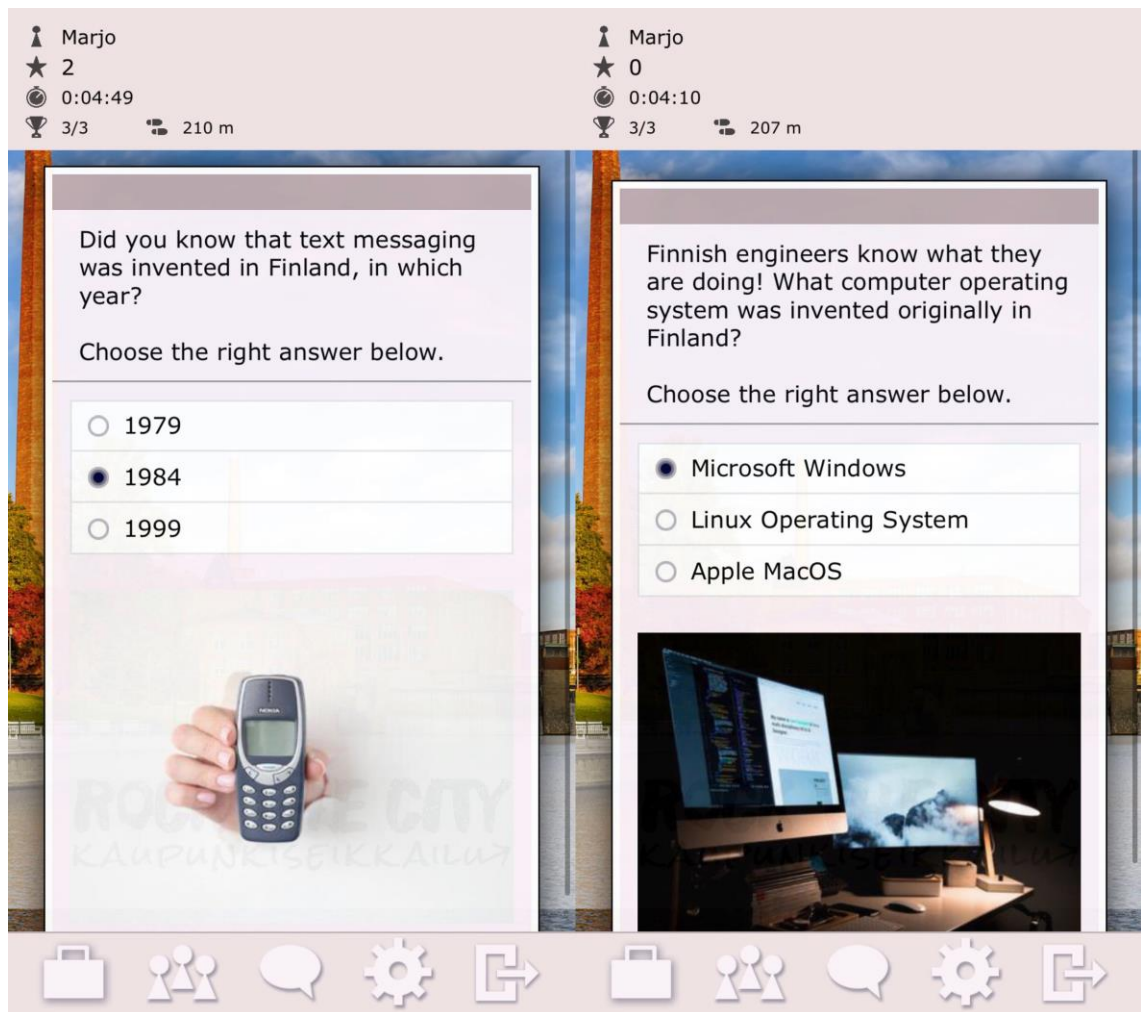 Marjo
2
0:04:49
3/3 210 m
Did you know that text messaging
was invented in Finland, in which
year?
Choose the right answer below.
1979
1984
1999
NOKIA
KAUPUNKISEIKKAILU
Marjo
0
0:04:10
3/3 207 m
Finnish engineers know what they
are doing! What computer operating
system was invented originally in
Finland?
Choose the right answer below.
Microsoft Windows
Linux Operating System
Apple MacOS